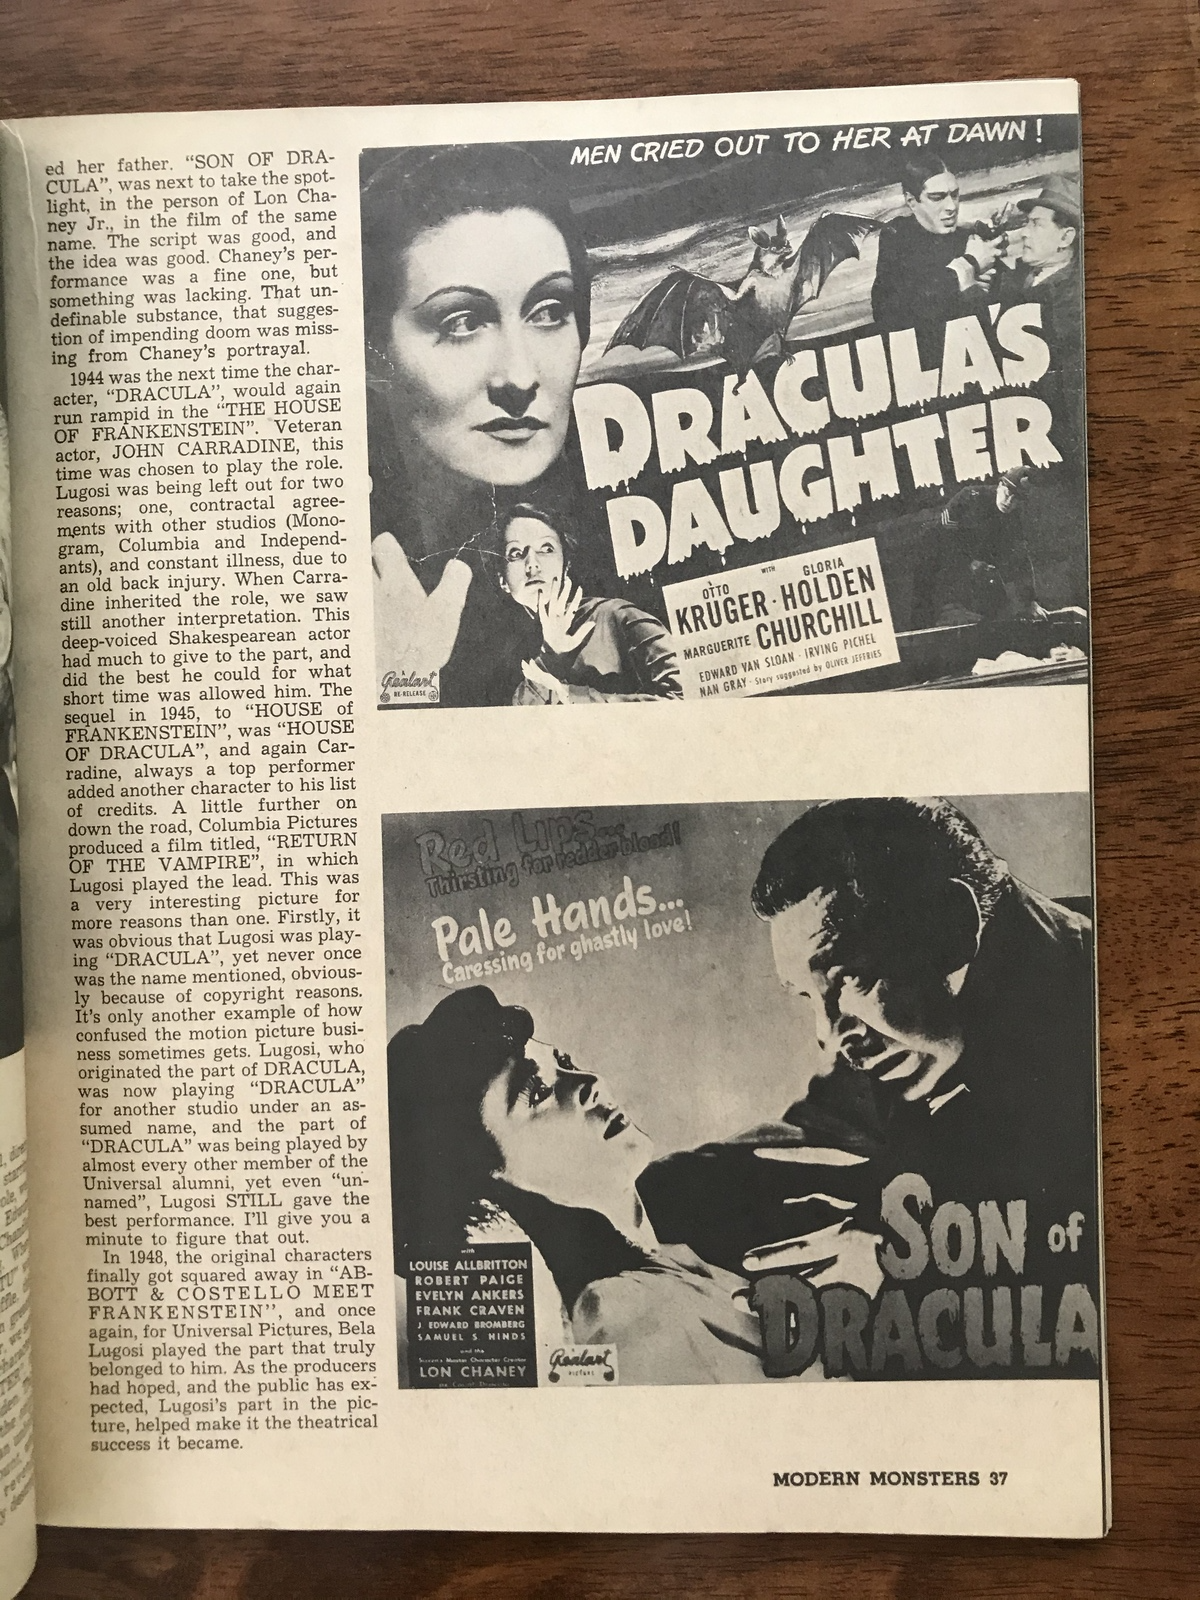 ed her father. "SON OF DRA-
CULA", was next to take the spot-
light, in the person of Lon Cha-
ney Jr., in the film of the same
name. The script was good, and
the idea was good. Chaney's per-
formance was a fine one, but
something was lacking. That un-
definable substance, that sugges-
tion of impending doom was miss-
ing from Chaney's portrayal.
1944 was the next time the char-
acter, "DRACULA", would again
run rampid in the "THE HOUSE
OF FRANKENSTEIN". Veteran
actor, JOHN CARRADINE, this
time was chosen to play the role.
Lugosi was being left out for two
reasons; one, contractal agree-
ments with other studios (Mono-
gram, Columbia and Independ-
ants), and constant illness, due to
an old back injury. When Carra-
dine inherited the role, we saw
still another interpretation. This
deep-voiced Shakespearean actor
had much to give to the part, and
did the best he could for what
short time was allowed him. The
sequel in 1945, to "HOUSE of
FRANKENSTEIN", was "HOUSE
OF DRACULA", and again Car-
radine, always a top performer
added another character to his list
of credits. A little further on
down the road, Columbia Pictures
produced a film titled, "RETURN
OF THE VAMPIRE", in which
Lugosi played the lead. This was
a very interesting picture for
more reasons than one. Firstly, it
was obvious that Lugosi was play-
ing "DRACULA", yet never once
was the name mentioned, obvious-
ly because of copyright reasons.
It's only another example of how
confused the motion picture busi-
ness sometimes gets. Lugosi, who
originated the part of DRACULA,
was now playing "DRACULA"
for another studio under an as-
sumed name, and the part of
"DRACULA" was being played by
almost every other member of the
Universal alumni, yet even "un-
named", Lugosi STILL gave the
best performance. I'll give you a
minute to figure that out.
In 1948, the original characters
finally got squared away in "AB-
BOTT & COSTELLO MEET
FRANKENSTEIN", and once
again, for Universal Pictures, Bela
Lugosi played the part that truly
belonged to him. As the producers
had hoped, and the public has ex-
pected, Lugosi's part in the pic-
ture, helped make it the theatrical
success it became.
MEN CRIED OUT TO HER AT DAWN!
DRACULA'S
DAUGHTER
WITH
OTTO KRUGER · GLORIA HOLDEN
MARGUERITE CHURCHILL
EDWARD VAN SLOAN · IRVING PICHEL
NAN GRAY · Story suggested by OLIVER JEFFRIES
Realart
RE-RELEASE
Red Lips...
Thirsting for redder blood!
Pale Hands...
Caressing for ghastly love!
SON of
DRACULA
with
LOUISE ALLBRITTON
ROBERT PAIGE
EVELYN ANKERS
FRANK CRAVEN
J EDWARD BROMBERG
SAMUEL S. HINDS
and the
Screen's Master Character Creator
LON CHANEY
Realart
PICTURE
MODERN MONSTERS 37